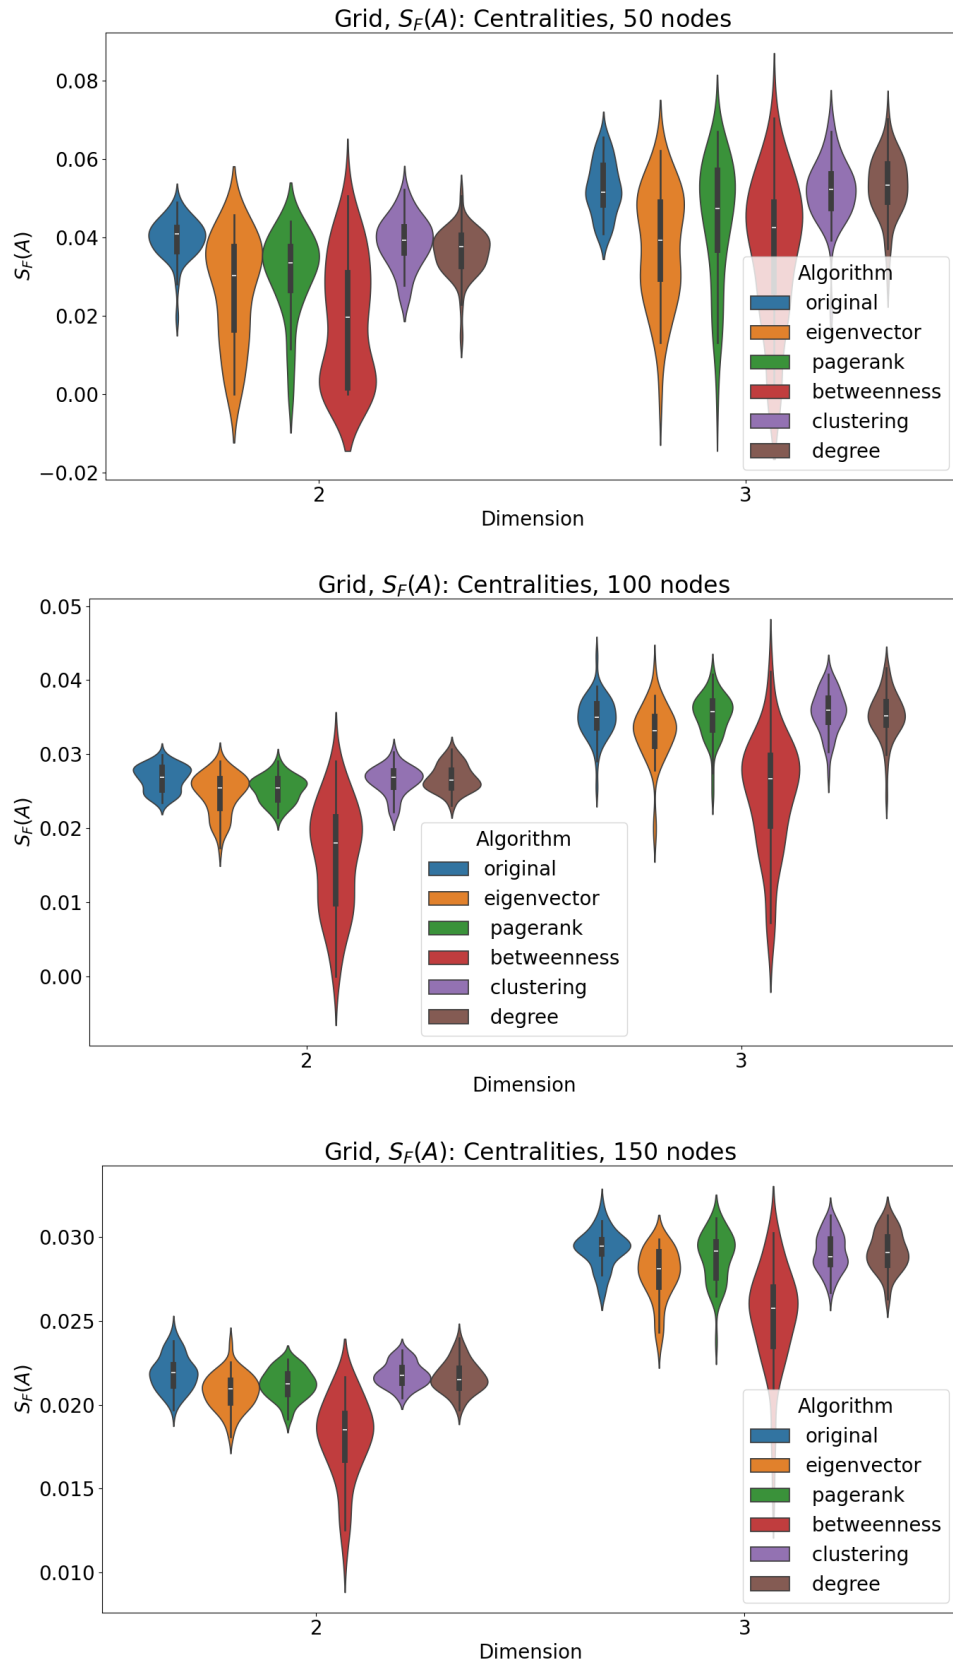 Grid, S_F(A): Centralities, 50 nodes
0.08
0.06
0.04
0.02
0.00
−0.02
S_F(A)
Algorithm
original
eigenvector
pagerank
betweenness
clustering
degree
2 3
Dimension
Grid, S_F(A): Centralities, 100 nodes
0.05
0.04
0.03
0.02
0.01
0.00
S_F(A)
Algorithm
original
eigenvector
pagerank
betweenness
clustering
degree
2 3
Dimension
Grid, S_F(A): Centralities, 150 nodes
0.030
0.025
0.020
0.015
0.010
S_F(A)
Algorithm
original
eigenvector
pagerank
betweenness
clustering
degree
2 3
Dimension